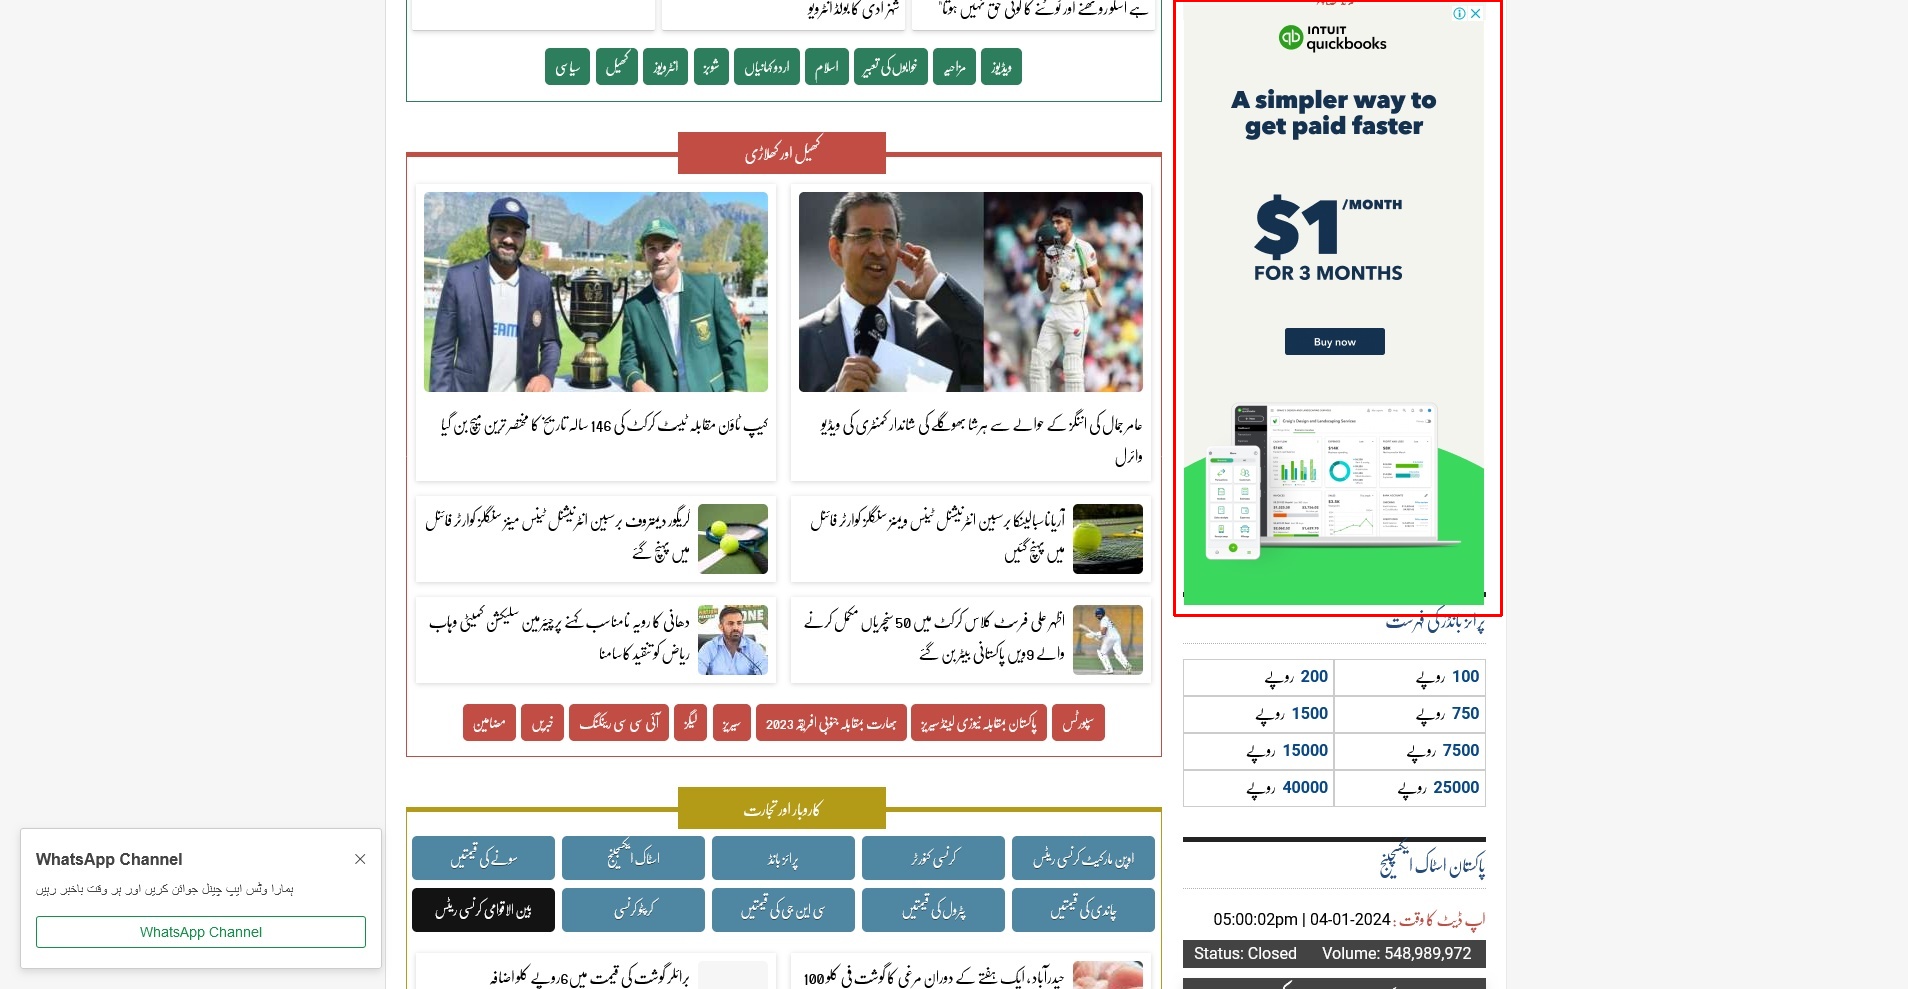 ہے اسکو روٹھنے اور ٹوٹنے کا کوئی حق نہیں ہوتا"
شہزادی کا بولڈ انٹرویو
ویڈیوز
مزاحیہ
خوابوں کی تعبیر
اسلام
اردو کہانیاں
شوبز
انٹرویوز
کھیل
سیاسی
کھیل اور کھلاڑی
عامر جمال کی اننگز کے حوالے سے ہرشا بھوگلے کی شاندار کمنٹری کی ویڈیو
وائرل
کیپ ٹاؤن مقابلہ ٹیسٹ کرکٹ کی 146 سالہ تاریخ کا مختصر ترین میچ بن گیا
آریانا سبالینکا برسبین انٹرنیشنل ٹینس ویمنز سنگلز کوارٹر فائنل
میں پہنچ گئیں
گریگور دیمتروف برسبین انٹرنیشنل ٹینس مینز سنگلز کوارٹر فائنل
میں پہنچ گئے
اظہر علی فرسٹ کلاس کرکٹ میں 50 سنچریاں مکمل کرنے
والے 9ویں پاکستانی بیٹر بن گئے
دھانی کا رویہ نامناسب کہنے پر چیئرمین سلیکشن کمیٹی وہاب
ریاض کو تنقید کا سامنا
سپورٹس
پاکستان بمقابلہ نیوزی لینڈ سیریز
بھارت بمقابلہ جنوبی افریقہ 2023
سیریز
لیگز
آئی سی سی رینکنگ
خبریں
مضامین
کاروبار اور تجارت
اوپن مارکیٹ کرنسی ریٹس
کرنسی کنورٹر
پرائز بانڈ
اسٹاک ایکسچینج
سونے کی قیمتیں
چاندی کی قیمتیں
پٹرول کی قیمتیں
سی این جی کی قیمتیں
کرپٹو کرنسی
بین الاقوامی کرنسی ریٹس
حیدرآباد ، ایک ہفتے کے دوران مرغی کا گوشت فی کلو 100
برائلر گوشت کی قیمت میں 6 روپے کلو اضافہ
INTUIT
quickbooks
A simpler way to
get paid faster
$1 /MONTH
FOR 3 MONTHS
Buy now
پرائز بانڈز کی فہرست
100 روپے
200 روپے
750 روپے
1500 روپے
7500 روپے
15000 روپے
25000 روپے
40000 روپے
پاکستان اسٹاک ایکسچینج
اپ ڈیٹ کا وقت : 05:00:02pm | 04-01-2024
Status: Closed Volume: 548,989,972
WhatsApp Channel
ہمارا وٹس ایپ چینل جوائن کریں اور ہر وقت باخبر رہیں
WhatsApp Channel